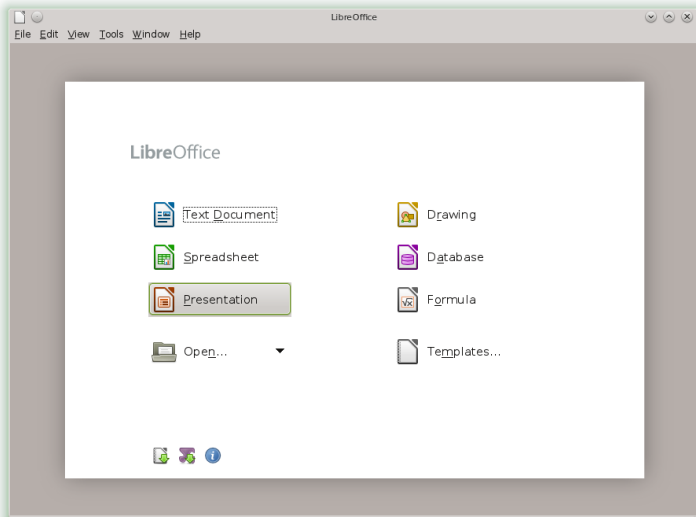 LibreOffice
File Edit View Tools Window Help
LibreOffice
Text Document
Drawing
Spreadsheet
Database
Presentation
Formula
Open...
Templates...